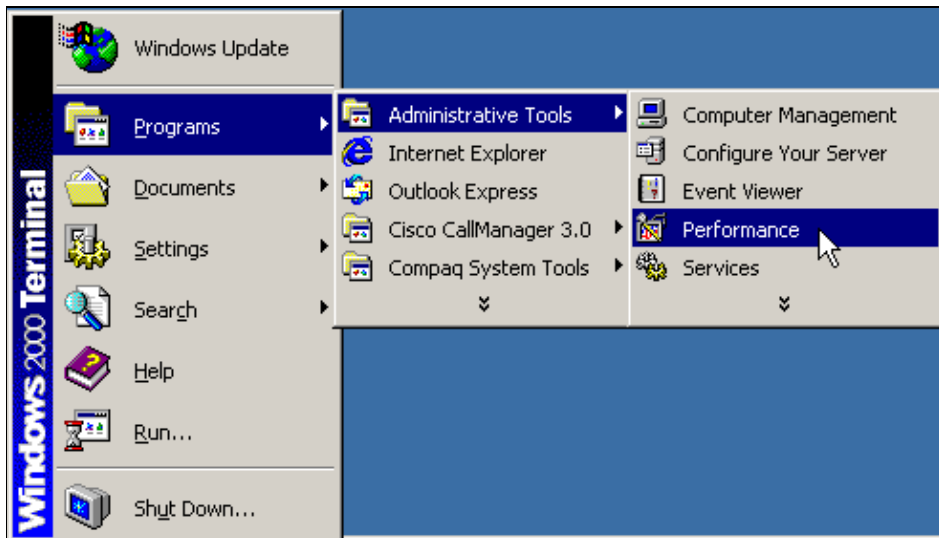 Windows 2000 Terminal
Windows Update
Programs
Documents
Settings
Search
Help
Run...
Shut Down...
Administrative Tools
Internet Explorer
Outlook Express
Cisco CallManager 3.0
Compaq System Tools
Computer Management
Configure Your Server
Event Viewer
Performance
Services